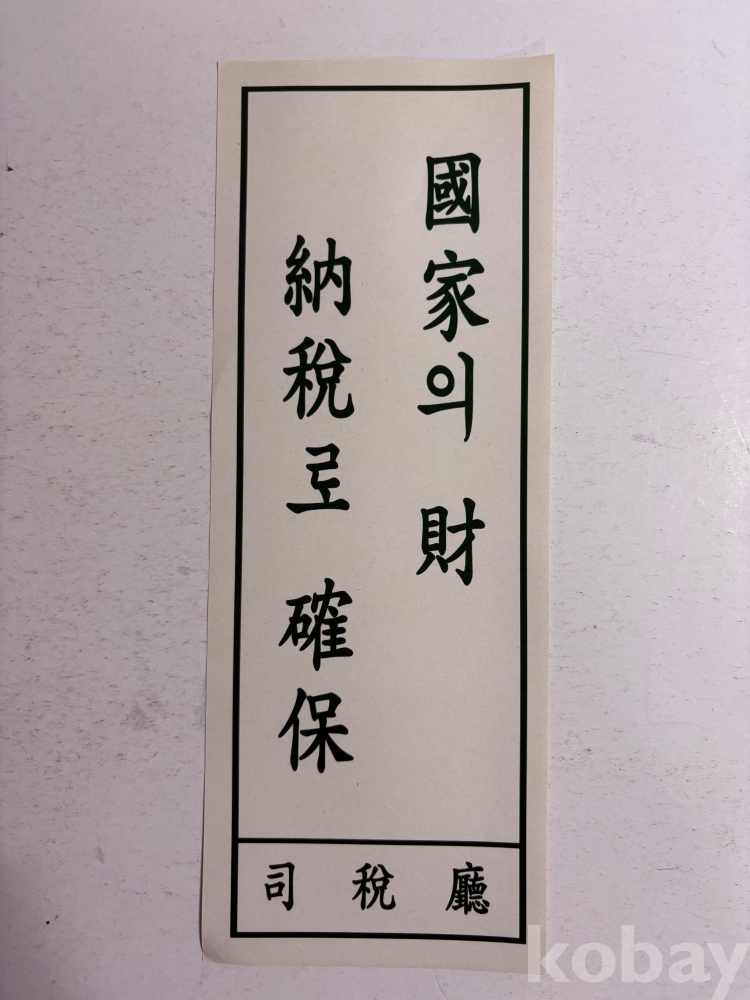 國家의 財
納稅로 確保
司稅廳
kobay